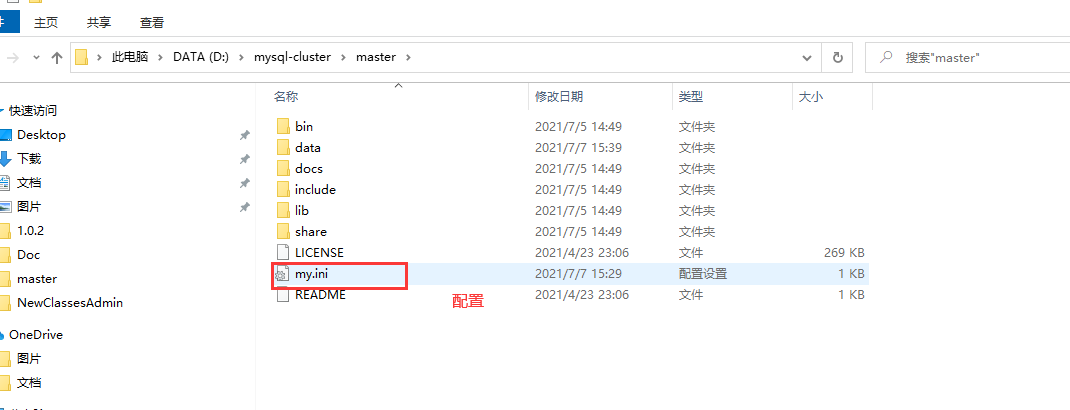 主页 共享 查看
此电脑 DATA (D:) mysql-cluster master 搜索"master"
名称 修改日期 类型 大小
快速访问
Desktop
下载
文档
图片
1.0.2
Doc
master
NewClassesAdmin
OneDrive
图片
文档
bin 2021/7/5 14:49 文件夹
data 2021/7/7 15:39 文件夹
docs 2021/7/5 14:49 文件夹
include 2021/7/5 14:49 文件夹
lib 2021/7/5 14:49 文件夹
share 2021/7/5 14:49 文件夹
LICENSE 2021/4/23 23:06 文件 269 KB
my.ini 2021/7/7 15:29 配置设置 1 KB
README 2021/4/23 23:06 文件 1 KB
配置